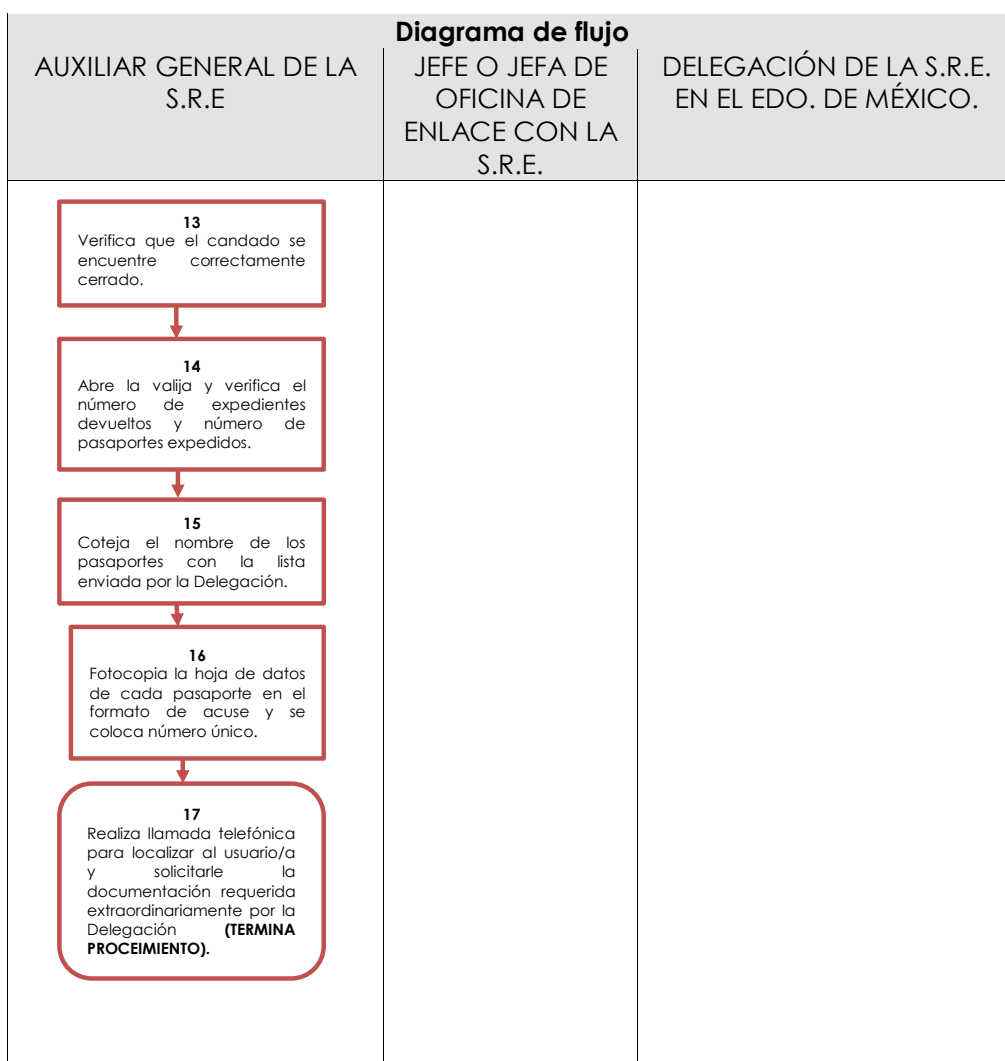 Diagrama de flujo
AUXILIAR GENERAL DE LA
S.R.E
JEFE O JEFA DE
OFICINA DE
ENLACE CON LA
S.R.E.
DELEGACIÓN DE LA S.R.E.
EN EL EDO. DE MÉXICO.
13
Verifica que el candado se
encuentre correctamente
cerrado.
14
Abre la valija y verifica el
número de expedientes
devueltos y número de
pasaportes expedidos.
15
Coteja el nombre de los
pasaportes con la lista
enviada por la Delegación.
16
Fotocopia la hoja de datos
de cada pasaporte en el
formato de acuse y se
coloca número único.
17
Realiza llamada telefónica
para localizar al usuario/a
y solicitarle la
documentación requerida
extraordinariamente por la
Delegación (TERMINA
PROCEIMIENTO).